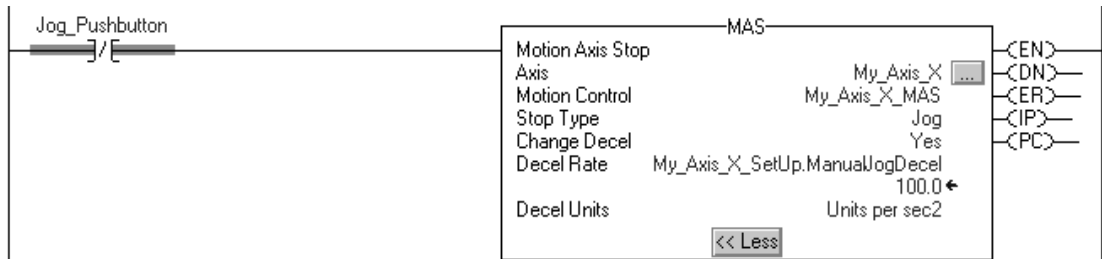 Jog_Pushbutton
MAS
Motion Axis Stop
Axis My_Axis_X ...
Motion Control My_Axis_X_MAS
Stop Type Jog
Change Decel Yes
Decel Rate My_Axis_X_SetUp.ManualJogDecel
100.0
Decel Units Units per sec2
<< Less
EN
DN
ER
IP
PC